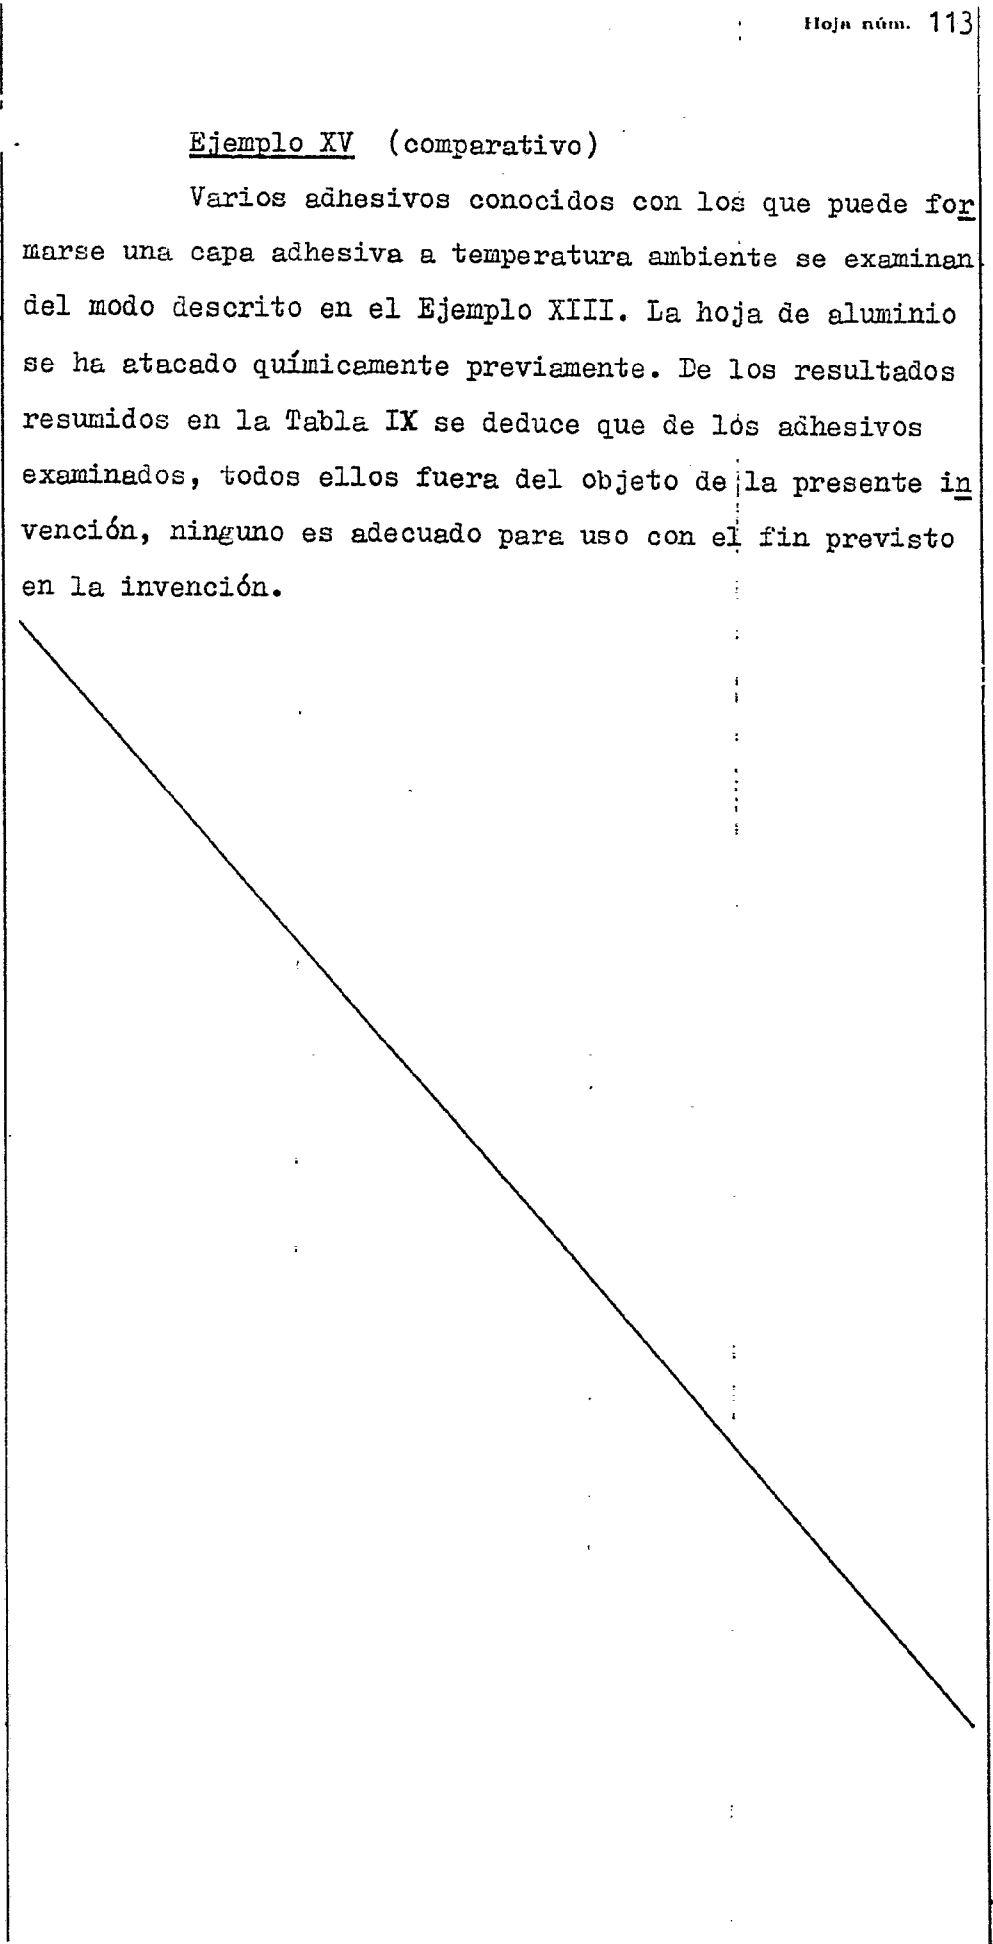 Hoja núm. 113
Ejemplo XV (comparativo)
Varios adhesivos conocidos con los que puede for
marse una capa adhesiva a temperatura ambiente se examinan
del modo descrito en el Ejemplo XIII. La hoja de aluminio
se ha atacado químicamente previamente. De los resultados
resumidos en la Tabla IX se deduce que de los adhesivos
examinados, todos ellos fuera del objeto de la presente in
vención, ninguno es adecuado para uso con el fin previsto
en la invención.